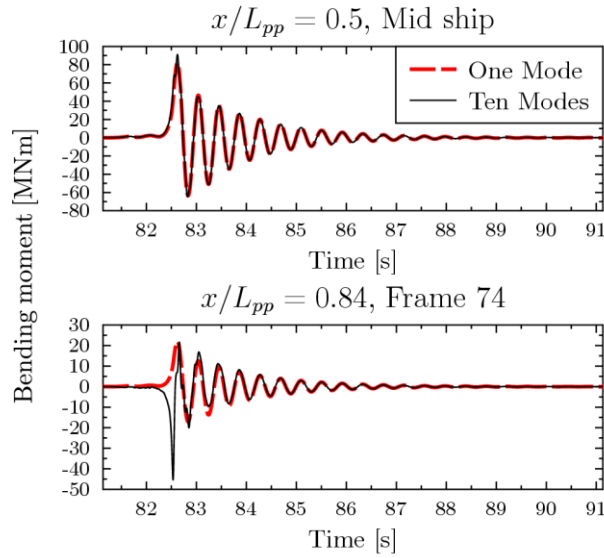 x/Lpp = 0.5, Mid ship
100
80
60
40
20
0
-20
-40
-60
-80
One Mode
Ten Modes
82 83 84 85 86 87 88 89 90 91
Time [s]
Bending moment [MNm]
x/Lpp = 0.84, Frame 74
30
20
10
0
-10
-20
-30
-40
-50
82 83 84 85 86 87 88 89 90 91
Time [s]